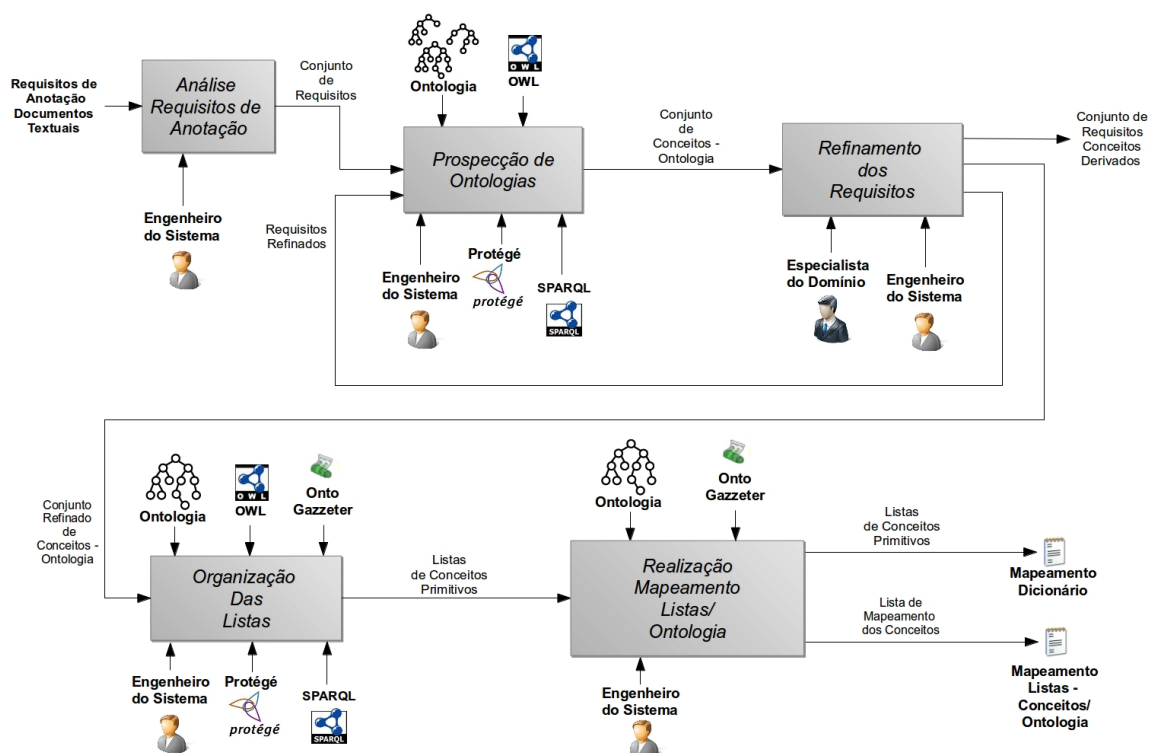 Requisitos de
Anotação
Documentos
Textuais
Análise
Requisitos de
Anotação
Engenheiro
do Sistema
Conjunto
de
Requisitos
Ontologia
OWL
OWL
Prospecção de
Ontologias
Requisitos
Refinados
Engenheiro
do Sistema
Protégé
protégé
SPARQL
SPARQL
Conjunto
de
Conceitos -
Ontologia
Refinamento
dos
Requisitos
Especialista
do Domínio
Engenheiro
do Sistema
Conjunto de
Requisitos
Conceitos
Derivados
Conjunto
Refinado
de
Conceitos -
Ontologia
Ontologia
OWL
OWL
Onto
Gazzeter
Organização
Das
Listas
Engenheiro
do Sistema
Protégé
protégé
SPARQL
SPARQL
Listas
de Conceitos
Primitivos
Ontologia
Onto
Gazzeter
Realização
Mapeamento
Listas/
Ontologia
Engenheiro
do Sistema
Listas
de Conceitos
Primitivos
Mapeamento
Dicionário
Lista de
Mapeamento
dos Conceitos
Mapeamento
Listas -
Conceitos/
Ontologia